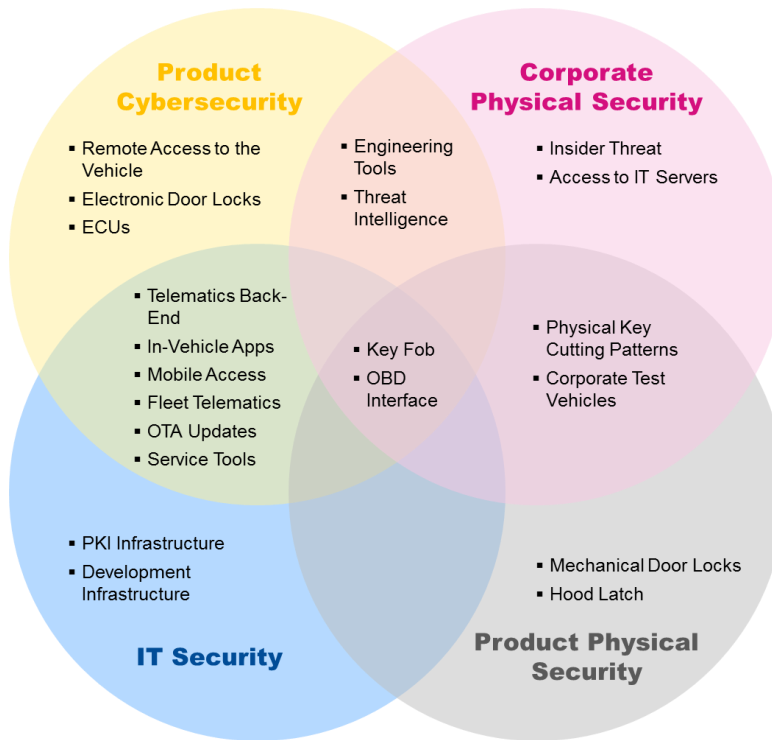 Product
Cybersecurity
▪ Remote Access to the
Vehicle
▪ Electronic Door Locks
▪ ECUs
▪ Engineering
Tools
▪ Threat
Intelligence
Corporate
Physical Security
▪ Insider Threat
▪ Access to IT Servers
▪ Telematics Back-
End
▪ In-Vehicle Apps
▪ Mobile Access
▪ Fleet Telematics
▪ OTA Updates
▪ Service Tools
▪ Key Fob
▪ OBD
Interface
▪ Physical Key
Cutting Patterns
▪ Corporate Test
Vehicles
▪ PKI Infrastructure
▪ Development
Infrastructure
IT Security
▪ Mechanical Door Locks
▪ Hood Latch
Product Physical
Security